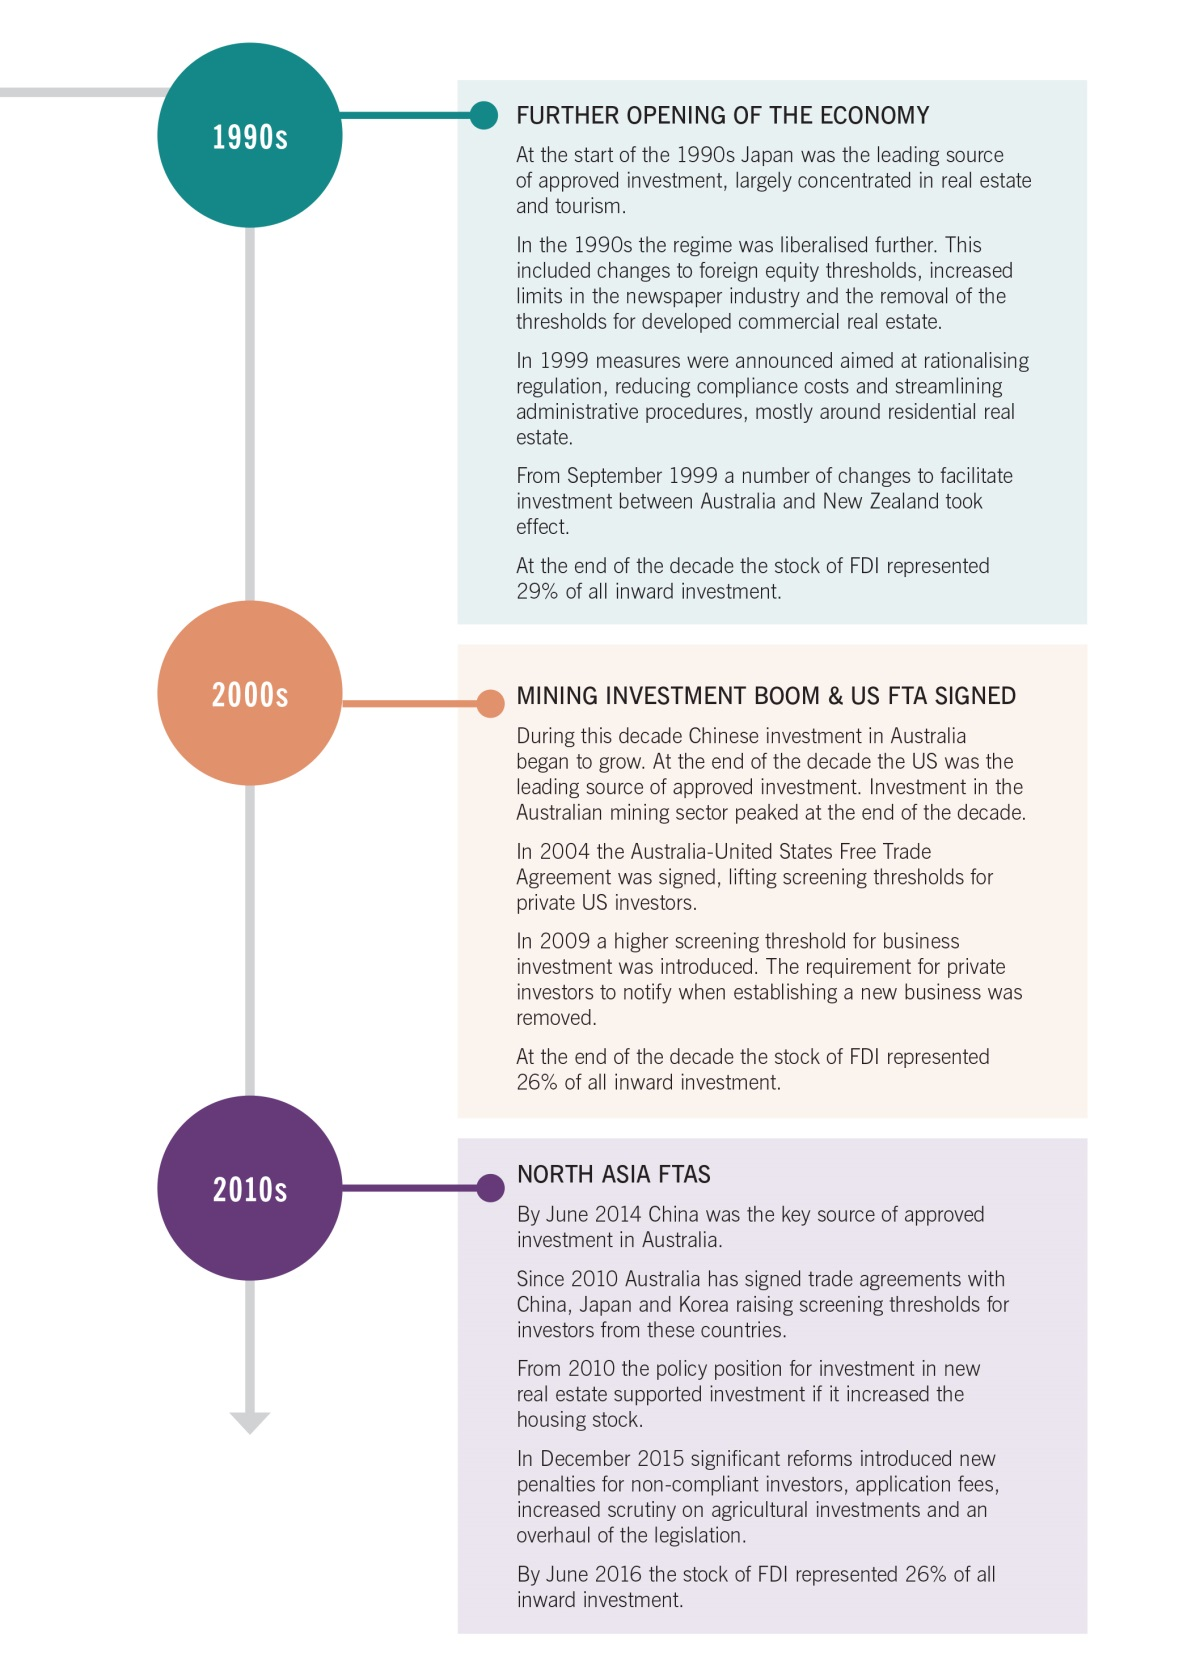 1990s
FURTHER OPENING OF THE ECONOMY
At the start of the 1990s Japan was the leading source
of approved investment, largely concentrated in real estate
and tourism.
In the 1990s the regime was liberalised further. This
included changes to foreign equity thresholds, increased
limits in the newspaper industry and the removal of the
thresholds for developed commercial real estate.
In 1999 measures were announced aimed at rationalising
regulation, reducing compliance costs and streamlining
administrative procedures, mostly around residential real
estate.
From September 1999 a number of changes to facilitate
investment between Australia and New Zealand took
effect.
At the end of the decade the stock of FDI represented
29% of all inward investment.
2000s
MINING INVESTMENT BOOM & US FTA SIGNED
During this decade Chinese investment in Australia
began to grow. At the end of the decade the US was the
leading source of approved investment. Investment in the
Australian mining sector peaked at the end of the decade.
In 2004 the Australia-United States Free Trade
Agreement was signed, lifting screening thresholds for
private US investors.
In 2009 a higher screening threshold for business
investment was introduced. The requirement for private
investors to notify when establishing a new business was
removed.
At the end of the decade the stock of FDI represented
26% of all inward investment.
2010s
NORTH ASIA FTAS
By June 2014 China was the key source of approved
investment in Australia.
Since 2010 Australia has signed trade agreements with
China, Japan and Korea raising screening thresholds for
investors from these countries.
From 2010 the policy position for investment in new
real estate supported investment if it increased the
housing stock.
In December 2015 significant reforms introduced new
penalties for non-compliant investors, application fees,
increased scrutiny on agricultural investments and an
overhaul of the legislation.
By June 2016 the stock of FDI represented 26% of all
inward investment.